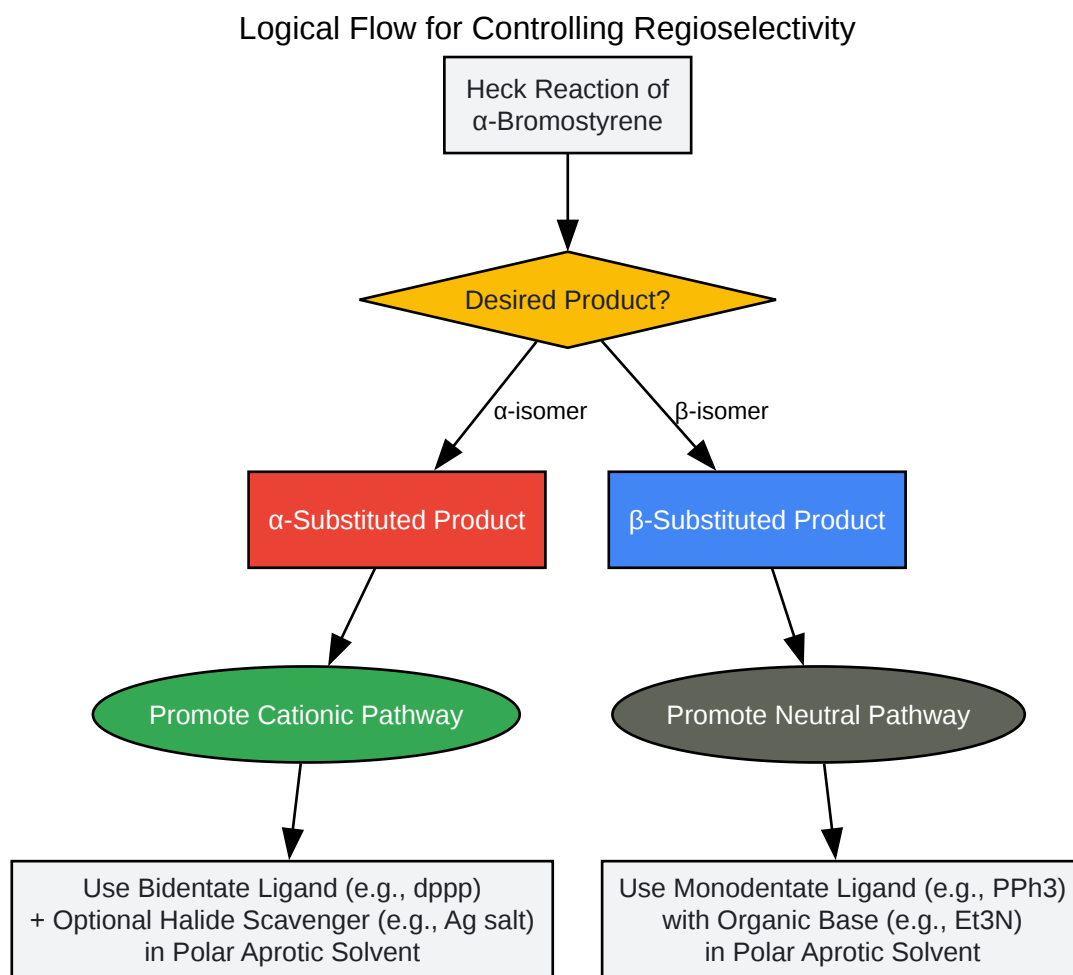 Logical Flow for Controlling Regioselectivity
Heck Reaction of
α-Bromostyrene
Desired Product?
α-isomer
β-isomer
α-Substituted Product
β-Substituted Product
Promote Cationic Pathway
Promote Neutral Pathway
Use Bidentate Ligand (e.g., dppp)
+ Optional Halide Scavenger (e.g., Ag salt)
in Polar Aprotic Solvent
Use Monodentate Ligand (e.g., PPh3)
with Organic Base (e.g., Et3N)
in Polar Aprotic Solvent